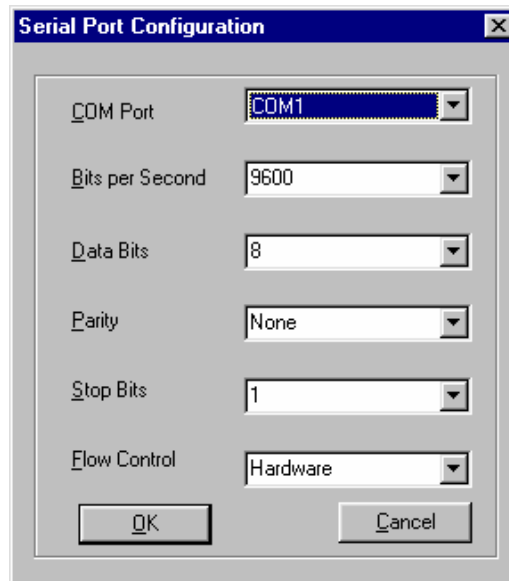 Serial Port Configuration
COM Port COM1
Bits per Second 9600
Data Bits 8
Parity None
Stop Bits 1
Flow Control Hardware
OK Cancel